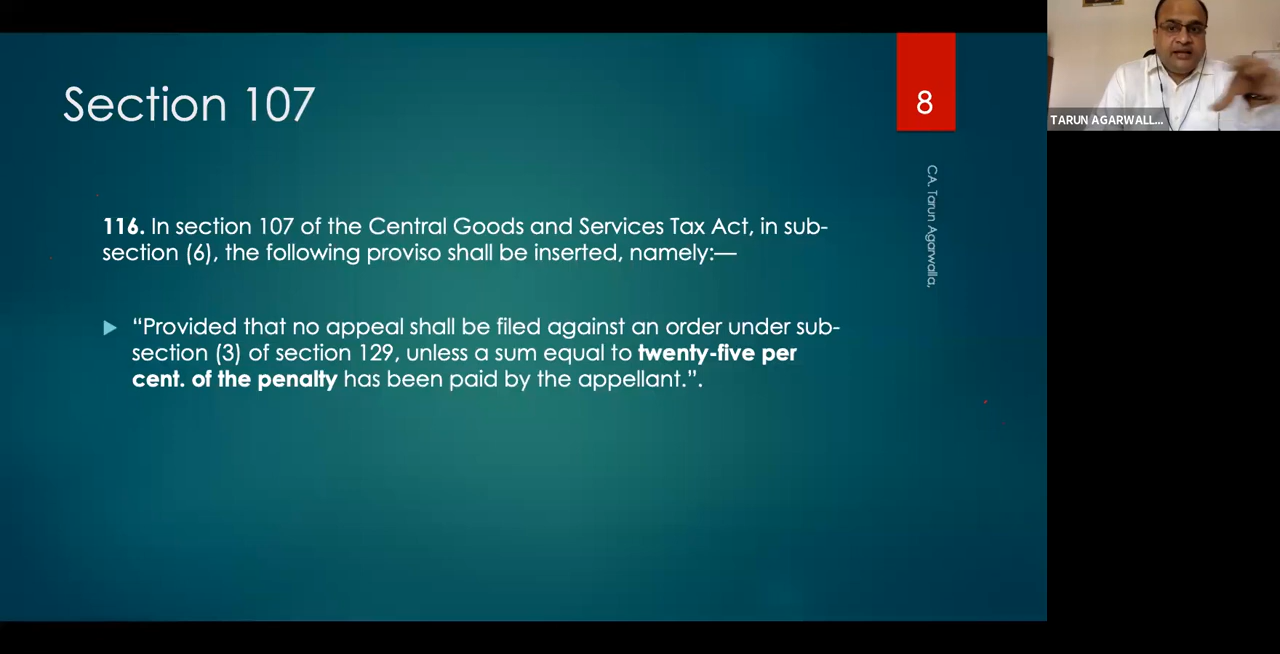 Section 107
8
TARUN AGARWALL...
CA. Tarun Agarwalla,
116. In section 107 of the Central Goods and Services Tax Act, in sub-
section (6), the following proviso shall be inserted, namely:—
“Provided that no appeal shall be filed against an order under sub-
section (3) of section 129, unless a sum equal to twenty-five per
cent. of the penalty has been paid by the appellant.”.